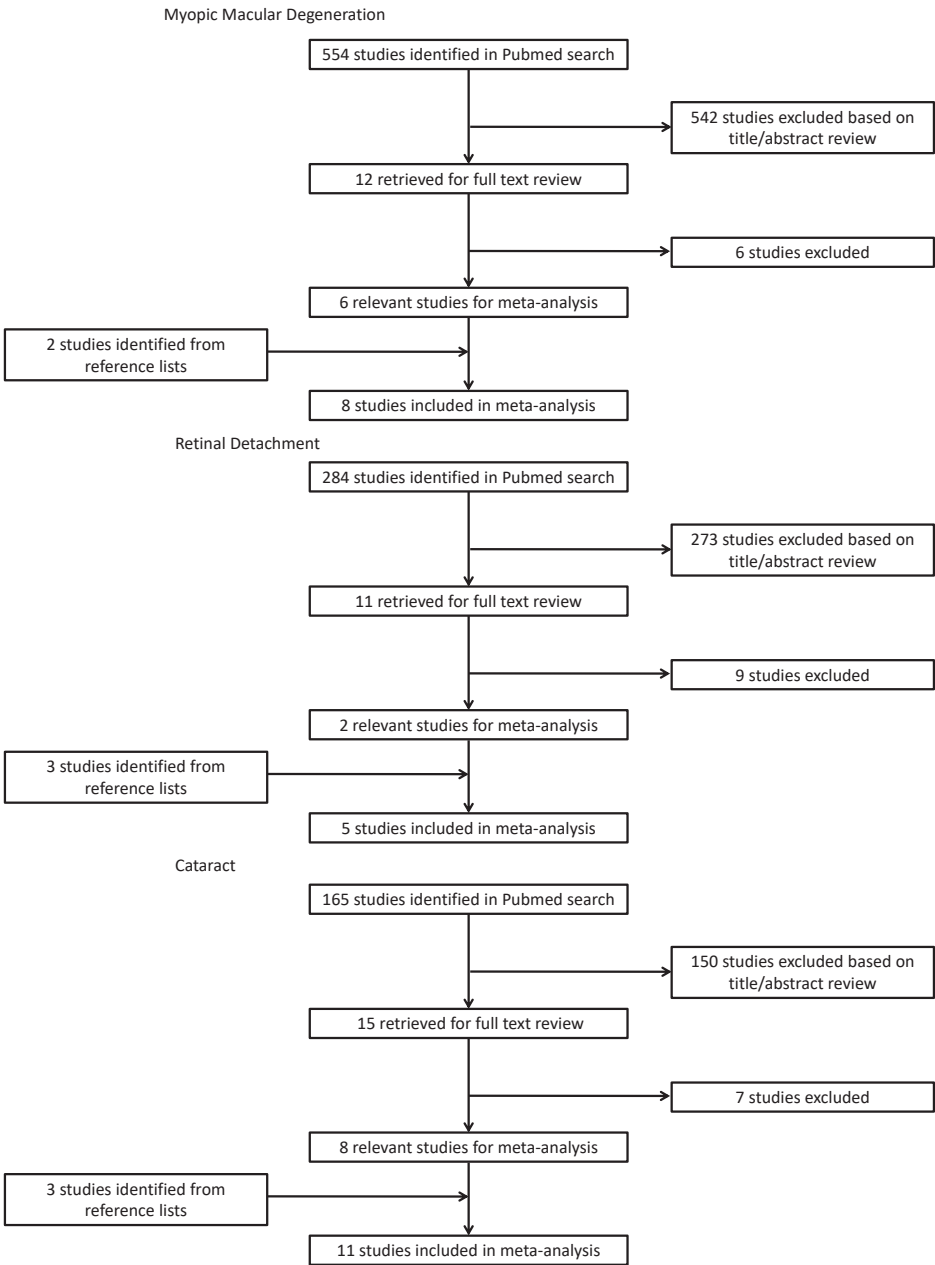 Myopic Macular Degeneration
554 studies identified in Pubmed search
542 studies excluded based on
title/abstract review
12 retrieved for full text review
6 studies excluded
6 relevant studies for meta-analysis
2 studies identified from
reference lists
8 studies included in meta-analysis
Retinal Detachment
284 studies identified in Pubmed search
273 studies excluded based on
title/abstract review
11 retrieved for full text review
9 studies excluded
2 relevant studies for meta-analysis
3 studies identified from
reference lists
5 studies included in meta-analysis
Cataract
165 studies identified in Pubmed search
150 studies excluded based on
title/abstract review
15 retrieved for full text review
7 studies excluded
8 relevant studies for meta-analysis
3 studies identified from
reference lists
11 studies included in meta-analysis